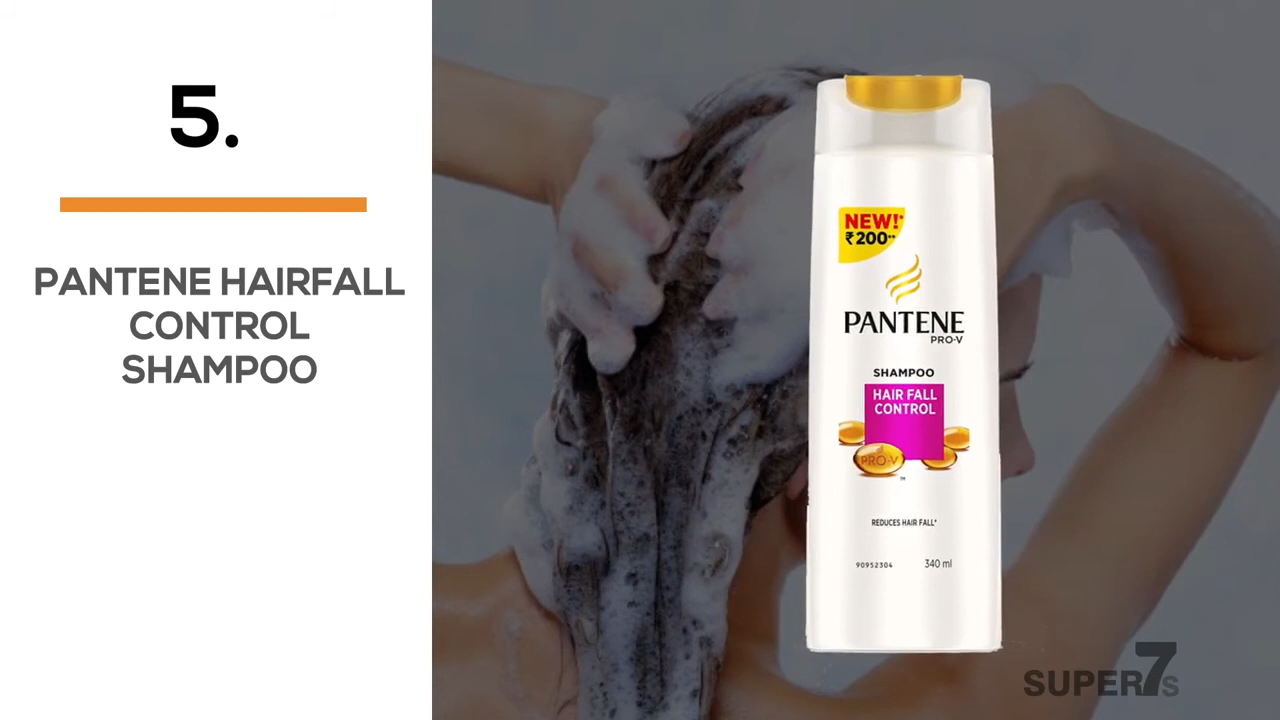 5.
PANTENE HAIRFALL
CONTROL
SHAMPOO
NEW!*
₹200**
PANTENE
PRO-V
SHAMPOO
HAIR FALL
CONTROL
PRO-V
TM
REDUCES HAIR FALL*
90952304 340 ml
SUPER7s